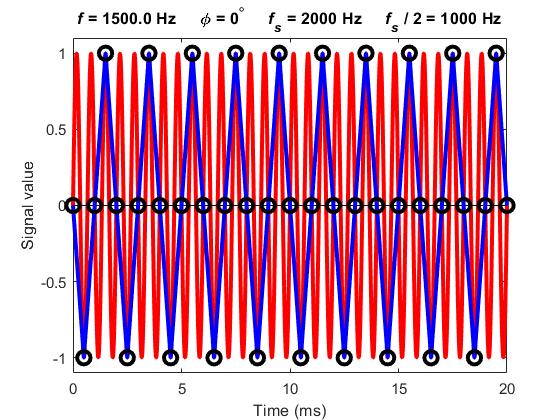 f = 1500.0 Hz ϕ = 0° fs = 2000 Hz fs / 2 = 1000 Hz
1
0.5
0
-0.5
-1
Signal value
0 5 10 15 20
Time (ms)